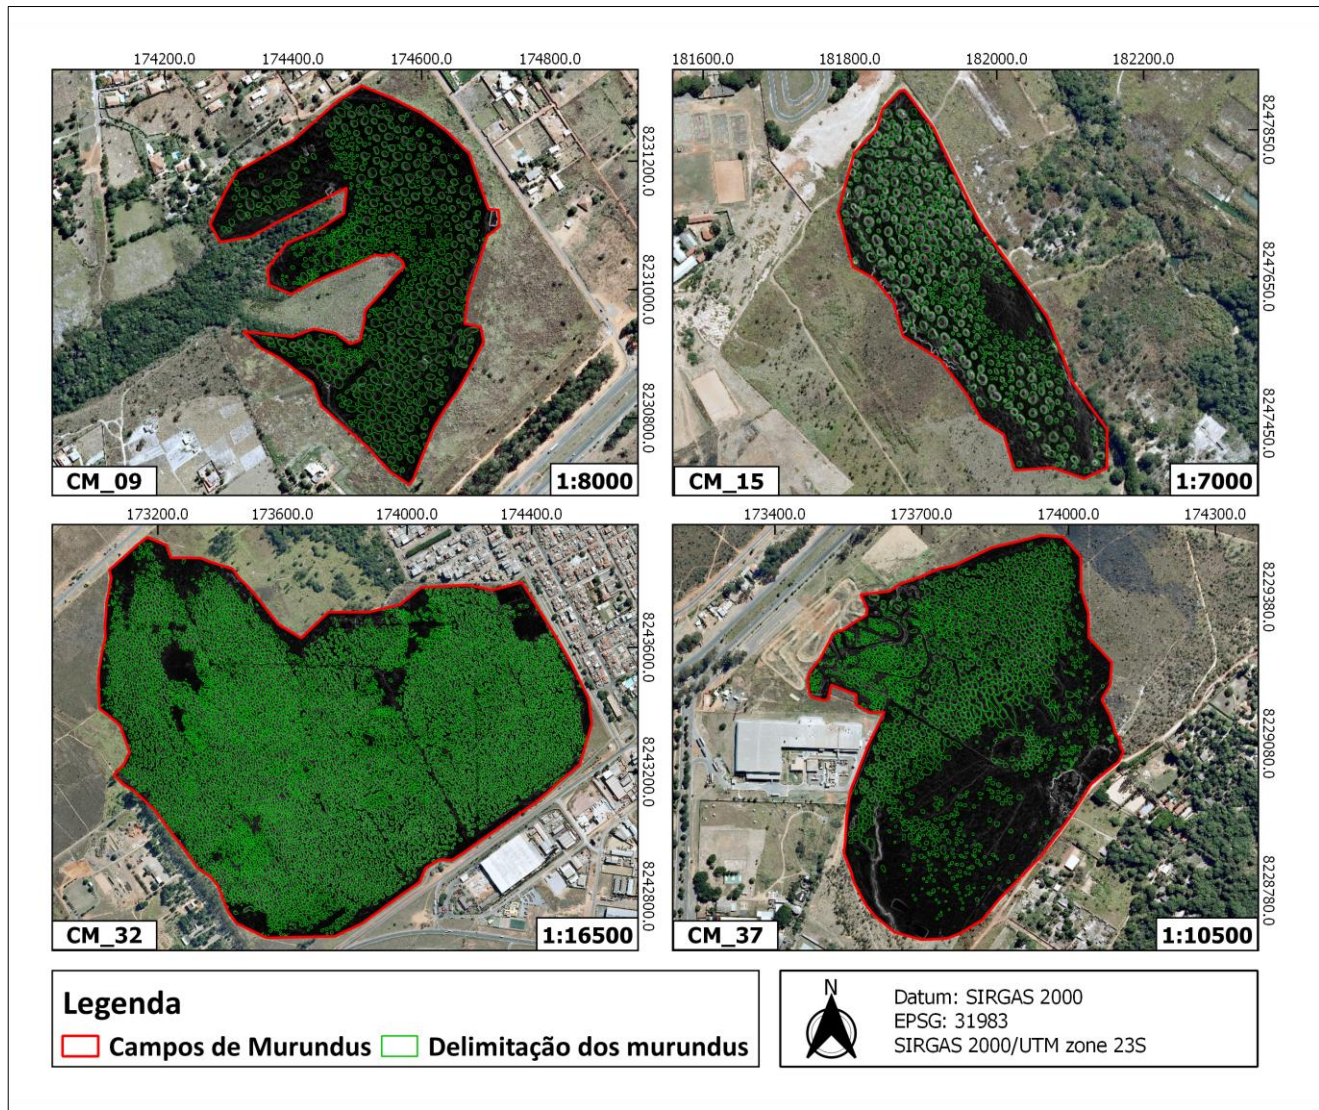 174200.0 174400.0 174600.0 174800.0
8231200.0
8231000.0
8230800.0
CM_09
1:8000
181600.0 181800.0 182000.0 182200.0
8247850.0
8247650.0
8247450.0
CM_15
1:7000
173200.0 173600.0 174000.0 174400.0
8243600.0
8243200.0
8242800.0
CM_32
1:16500
173400.0 173700.0 174000.0 174300.0
8229380.0
8229080.0
8228780.0
CM_37
1:10500
Legenda
Campos de Murundus Delimitação dos murundus
N
Datum: SIRGAS 2000
EPSG: 31983
SIRGAS 2000/UTM zone 23S